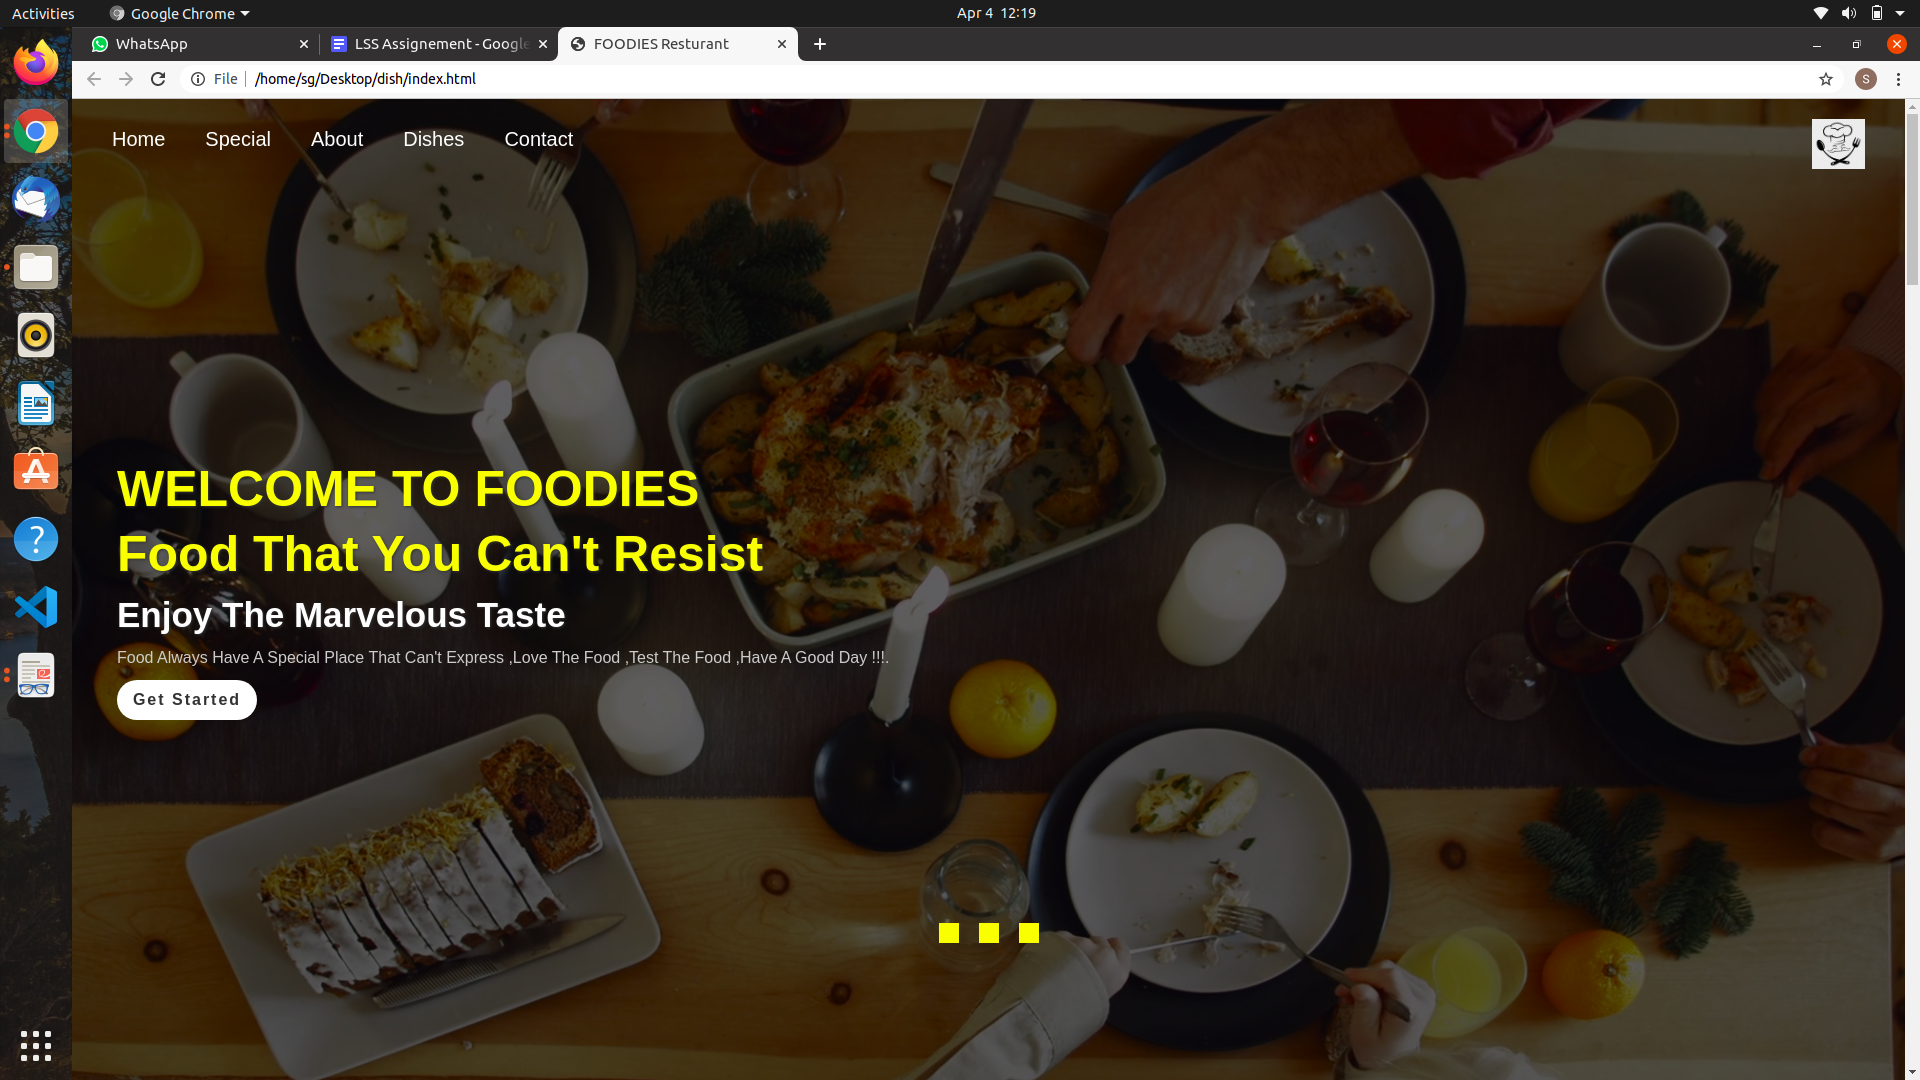 Activities
Google Chrome
Apr 4 12:19
WhatsApp
LSS Assignement - Google
FOODIES Resturant
File
/home/sg/Desktop/dish/index.html
S
Home
Special
About
Dishes
Contact
WELCOME TO FOODIES
Food That You Can't Resist
Enjoy The Marvelous Taste
Food Always Have A Special Place That Can't Express ,Love The Food ,Test The Food ,Have A Good Day !!!.
Get Started